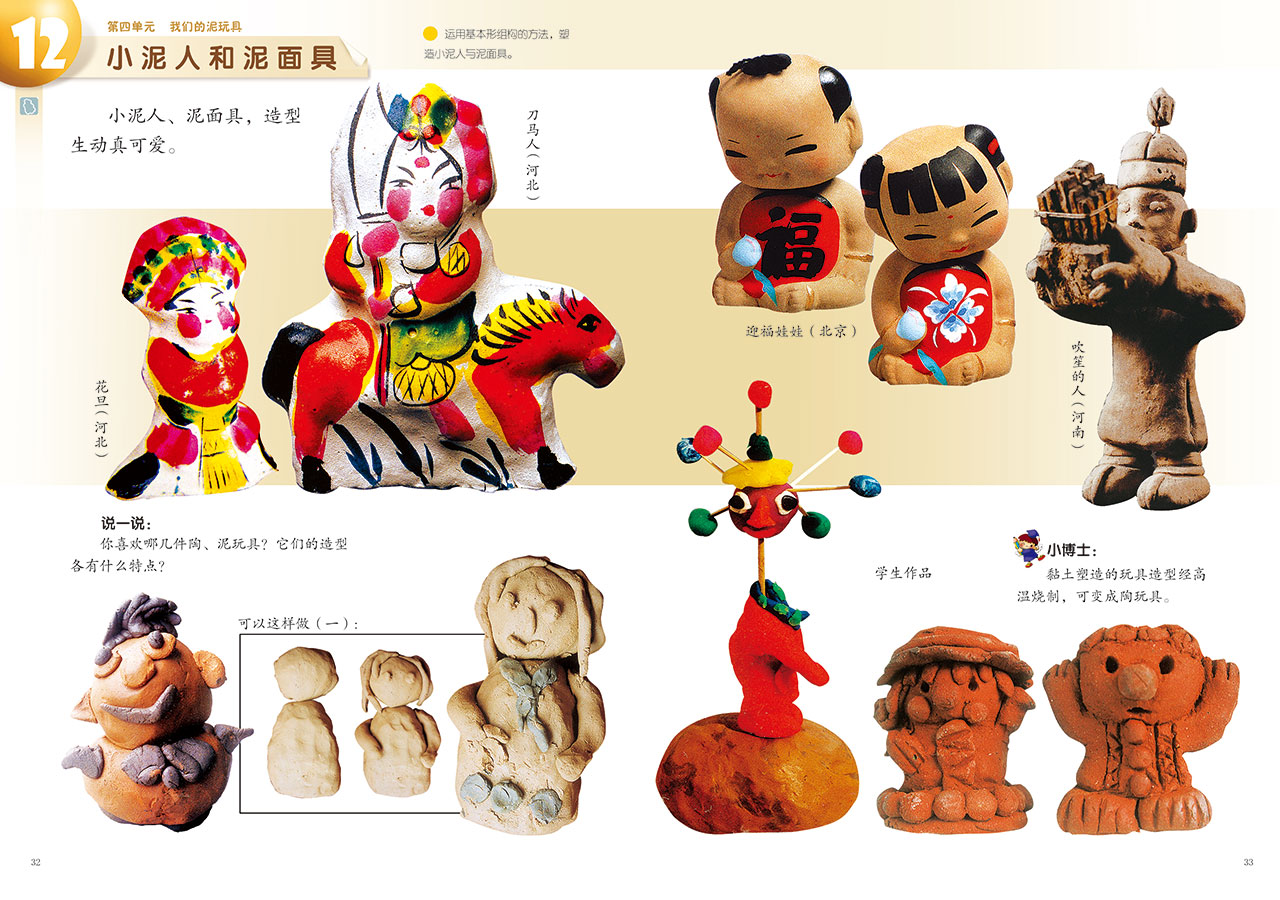 12
第四单元 我们的泥玩具
小泥人和泥面具
运用基本形组构的方法，塑
造小泥人与泥面具。
小泥人、泥面具，造型
生动真可爱。
刀马人（河北）
花旦（河北）
福
迎福娃娃（北京）
吹笙的人（河南）
说一说：
你喜欢哪几件陶、泥玩具？它们的造型
各有什么特点？
可以这样做（一）：
学生作品
小博士：
黏土塑造的玩具造型经高
温烧制，可变成陶玩具。
32
33